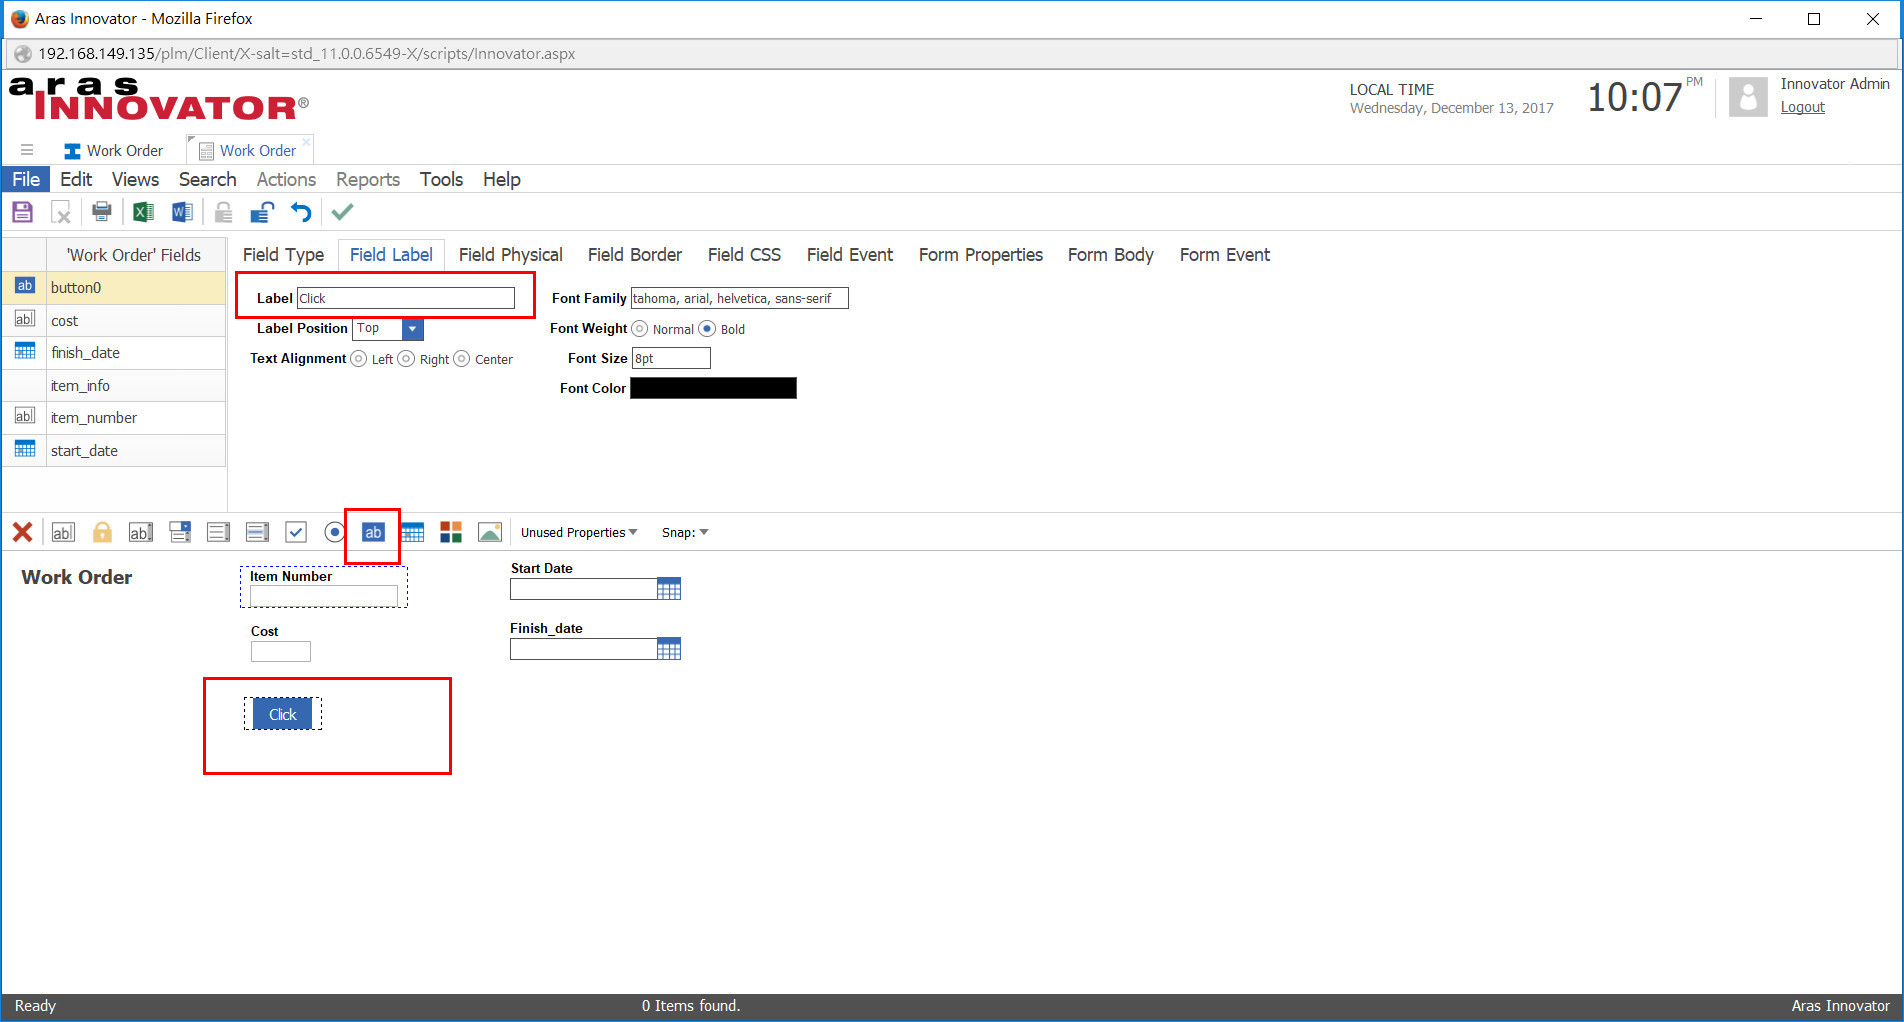 Aras Innovator - Mozilla Firefox
192.168.149.135/plm/Client/X-salt=std_11.0.0.6549-X/scripts/Innovator.aspx
aras
INNOVATOR®
LOCAL TIME
Wednesday, December 13, 2017
10:07 PM
Innovator Admin
Logout
Work Order
Work Order
File Edit Views Search Actions Reports Tools Help
'Work Order' Fields
ab button0
ab cost
finish_date
item_info
ab item_number
start_date
Field Type Field Label Field Physical Field Border Field CSS Field Event Form Properties Form Body Form Event
Label Click
Font Family tahoma, arial, helvetica, sans-serif
Label Position Top
Font Weight Normal Bold
Text Alignment Left Right Center
Font Size 8pt
Font Color
ab ab ab Unused Properties Snap:
Work Order
Item Number
Start Date
Cost
Finish_date
Click
Ready
0 Items found.
Aras Innovator